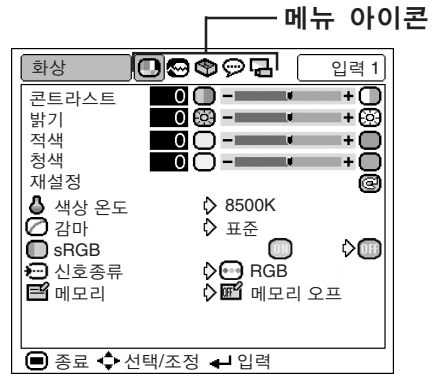 메뉴 아이콘
화상 입력 1
콘트라스트 0 - +
밝기 0 - +
적색 0 - +
청색 0 - +
재설정
색상 온도 8500K
감마 표준
sRGB ON OFF
신호종류 RGB
메모리 OFF 메모리 오프
종료 선택/조정 입력